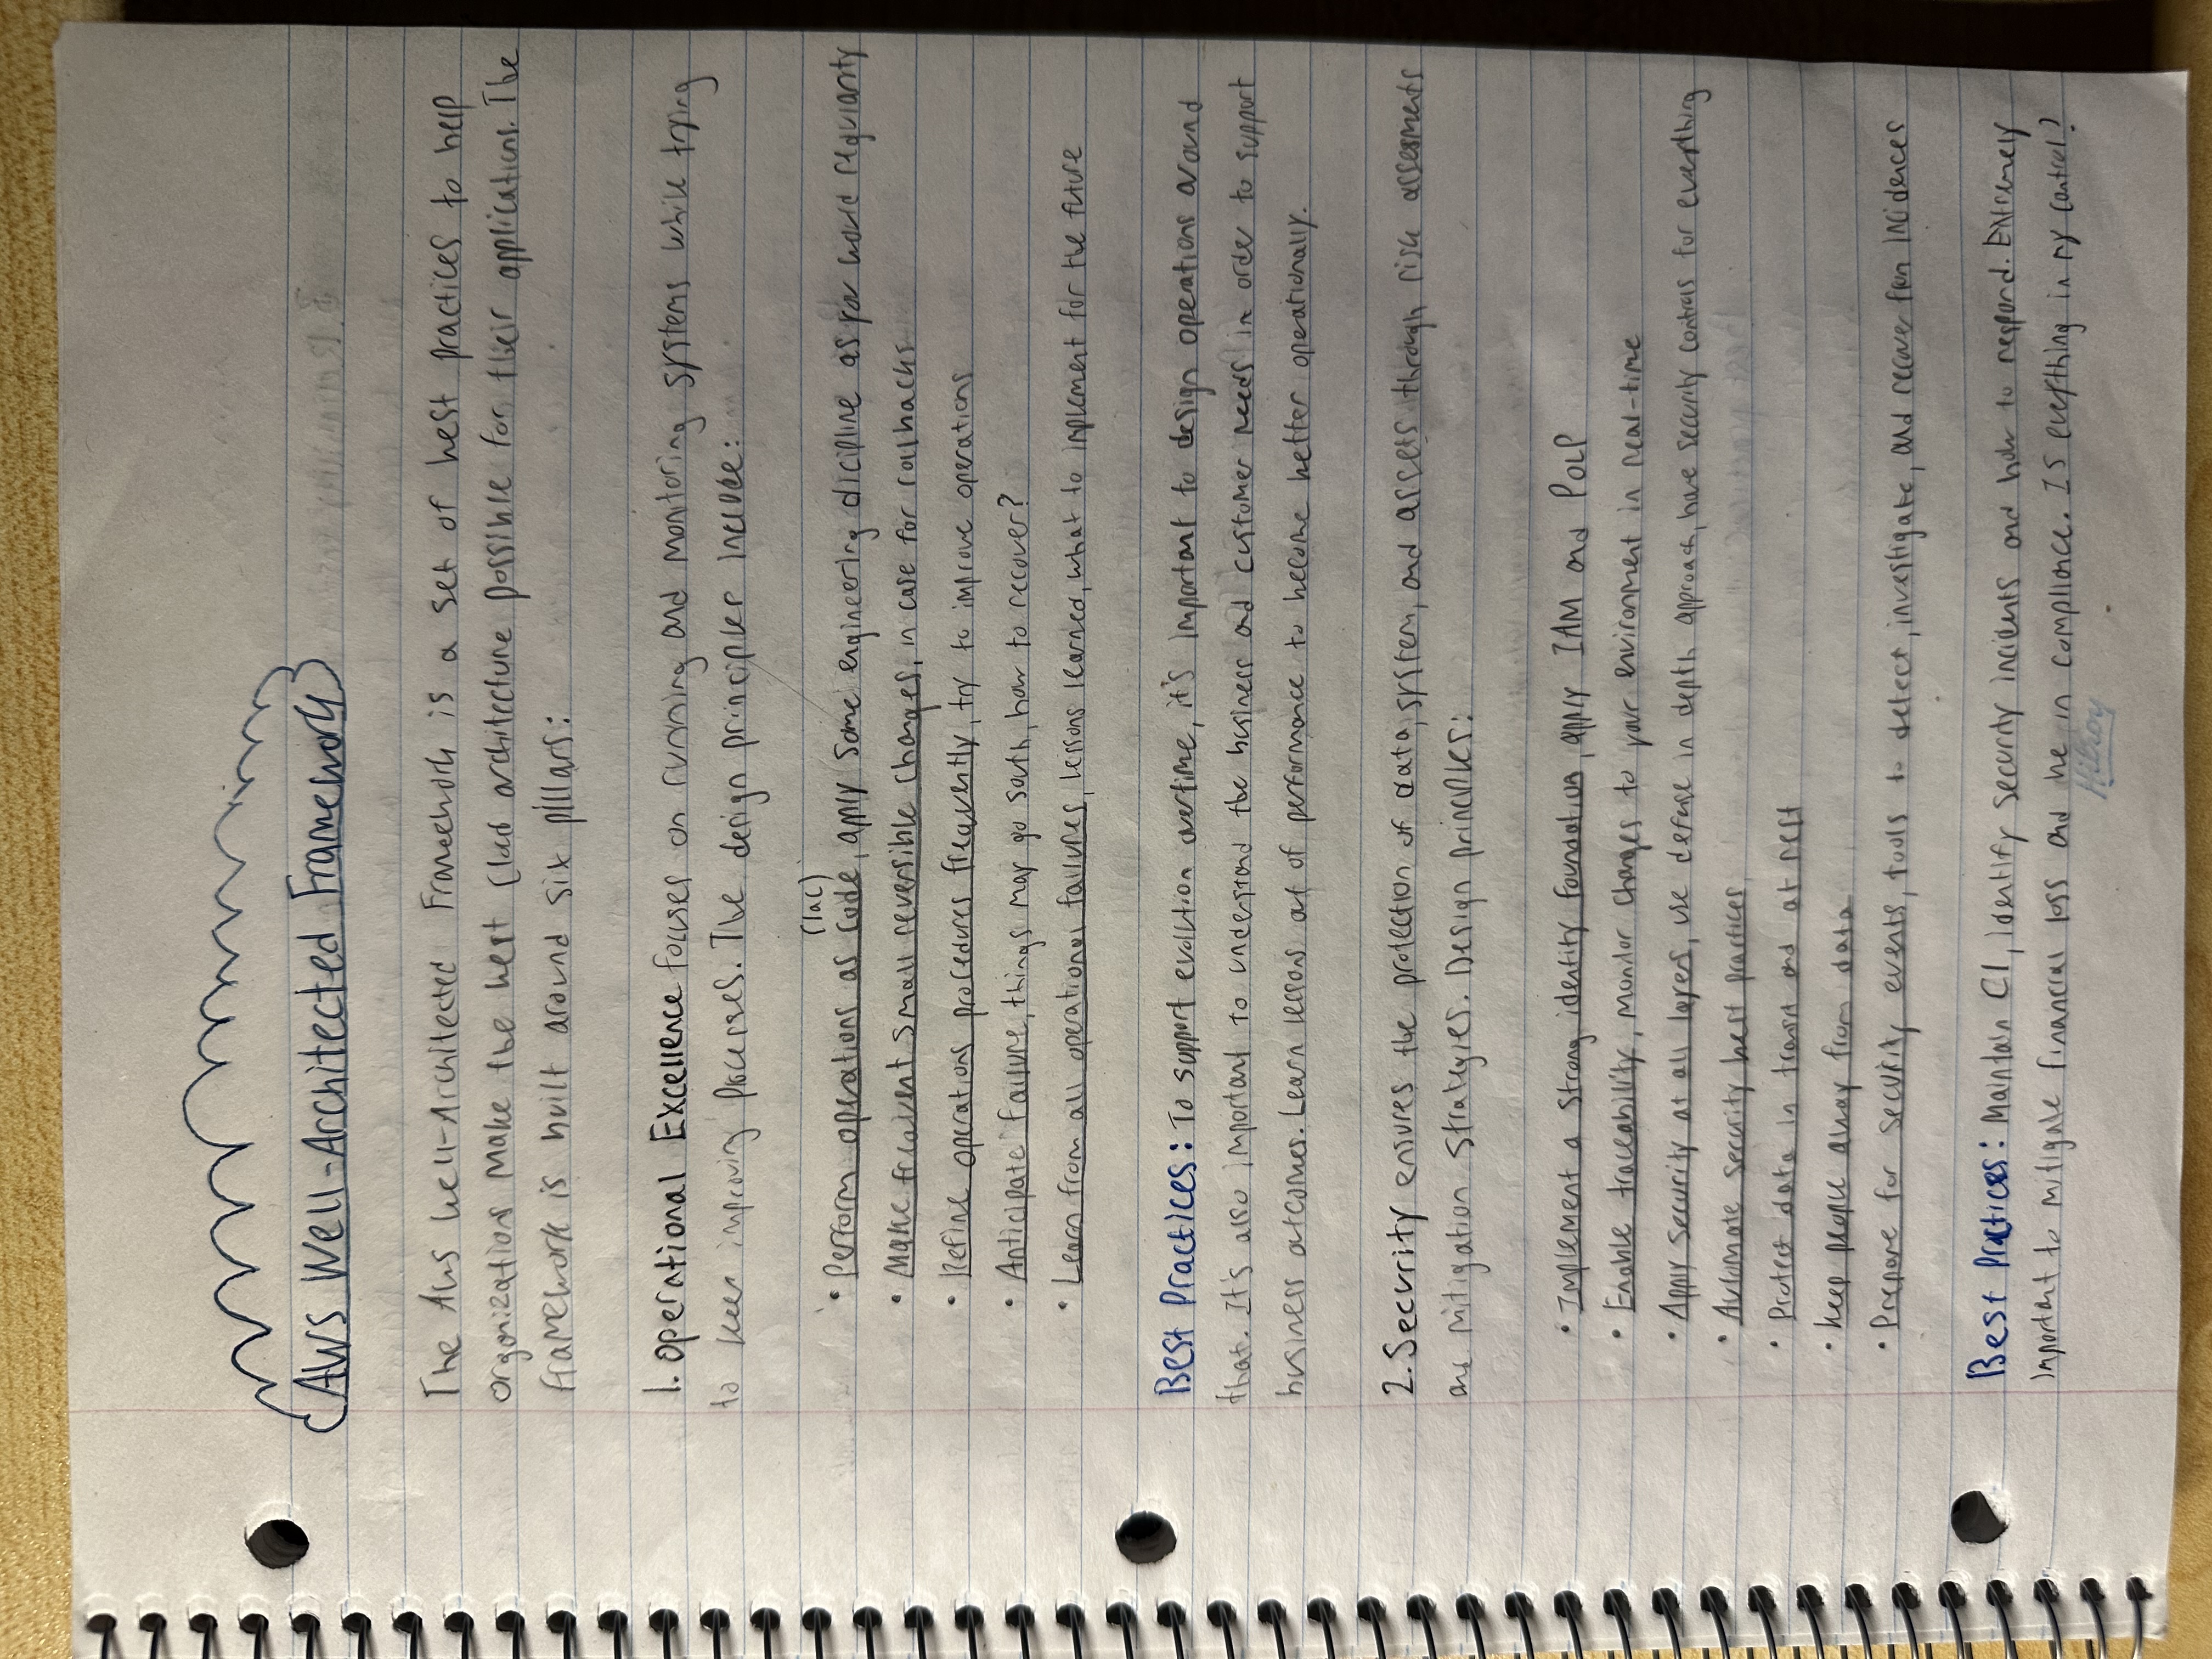 AWS Well-Architected Framework
The AWS Well-Architected Framework is a set of best practices to help
organizations make the best cloud architecture possible for their applications. The
framework is built around six pillars:
1. Operational Excellence focuses on running and monitoring systems while trying
to keep improving processes. The design principles include:
(IaC)
• Perform operations as code, apply same engineering dicipline as you would regularly
• Make frequent small reversible changes, in case for rollbacks
• Refine operations procedures frequently, try to improve operations
• Anticipate failure, things may go south, how to recover?
• Learn from all operational failures, lessons learned, what to implement for the future
Best Practices: To support evolution overtime, it's important to design operations around
that. It's also important to understand the business and customer needs in order to support
business outcomes. Learn lessons out of performance to become better operationally.
2. Security ensures the protection of data, system, and assets through risk assesments
and mitigation strategies. Design principles:
• Implement a strong identity foundation, apply IAM and PoLP
• Enable traceability, monitor changes to your environment in real-time
• Apply security at all layers, use defense in depth approach, have security controls for everything
• Automate security best practices
• Protect data in transit and at rest
• Keep people away from data
• Prepare for security events, tools to detect, investigate, and recover from incidences
Best Practices: Maintain CI, identify security incidents and how to respond. Extremely
important to mitigate financial loss and be in compliance. Is everything in my control?
Hilroy